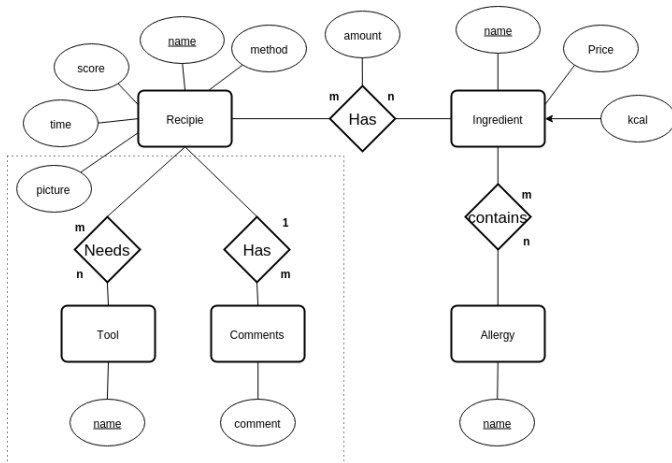 name
amount
name
method
Price
score
m
n
kcal
Recipie
Has
Ingredient
time
picture
m
contains
m
1
n
Needs
Has
n
m
Tool
Comments
Allergy
name
comment
name